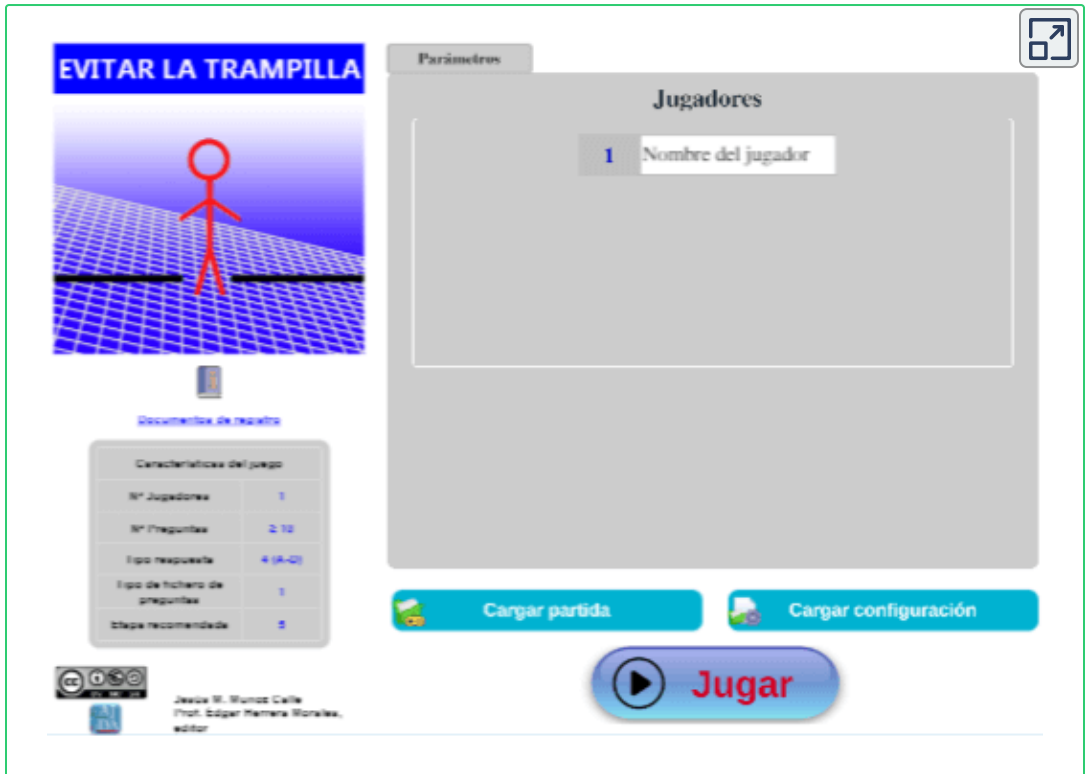 EVITAR LA TRAMPILLA
Documentos de registro
Características del juego
Nº Jugadores 1
Nº Preguntas 2-10
Tipo respuesta 4 (A-D)
Tipo de fichero de
preguntas 1
Etapa recomendada 5
cc
Jesús M. Muñoz Calle
Prof. Edgar Herrera Morales,
editor
Parámetros
Jugadores
1 Nombre del jugador
Cargar partida
Cargar configuración
Jugar